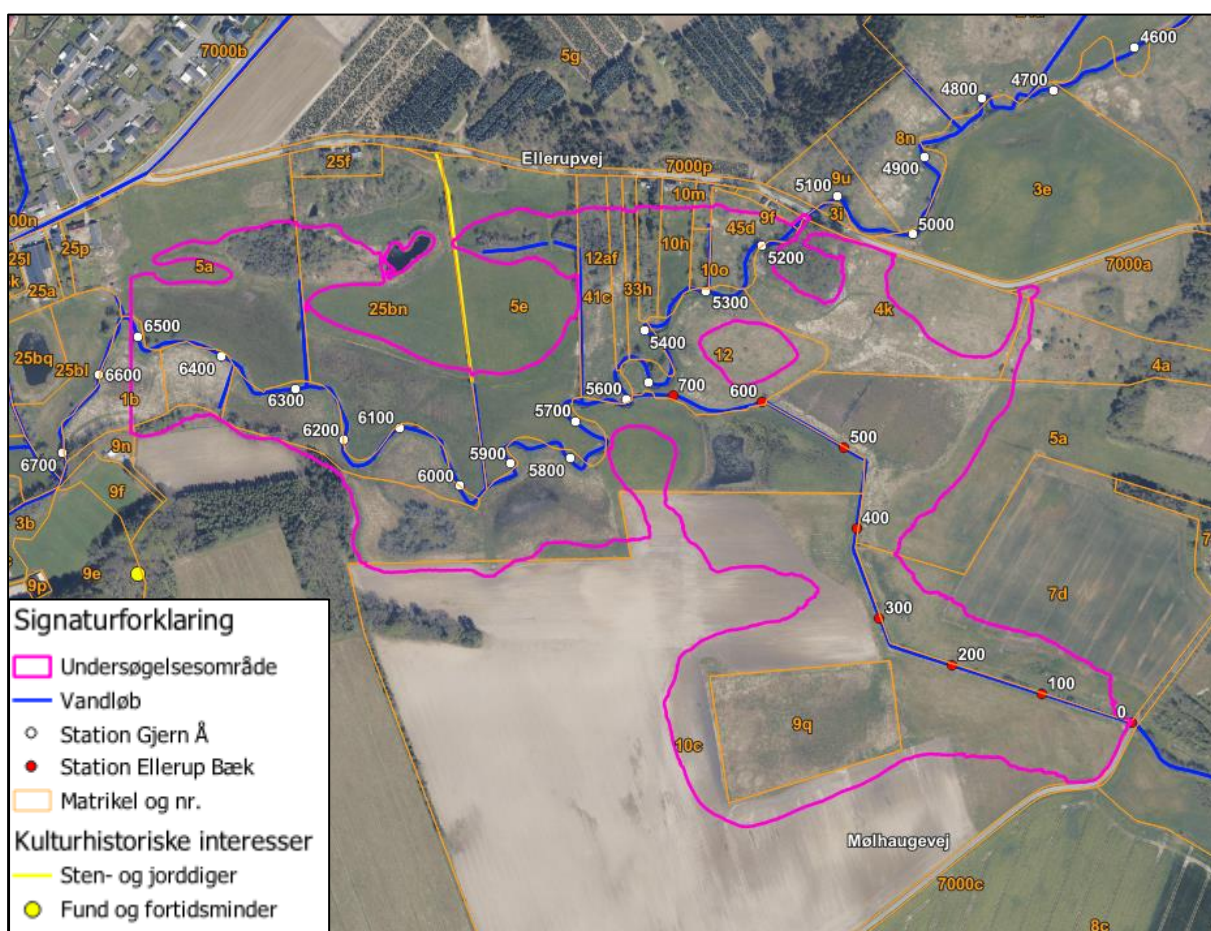 4600
7000b
5g
4700
4800
8n
4900
25f
Ellerupvej
7000p
9u
5100
3e
10m
3j
5000
00n
25p
9f
45d
12af
10h
5200
25l
k
5a
10o
7000a
25a
41c
33h
5300
25bn
5e
4k
6500
5400
25bq
25bl
6600
6400
12
4a
700
600
6300
5600
1b
5700
6100
5a
6200
500
9n
6700
5900
5800
9f
6000
3b
400
7
9e
9p
7d
Signaturforklaring
Undersøgelsesområde
Vandløb
Station Gjern Å
Station Ellerup Bæk
Matrikel og nr.
Kulturhistoriske interesser
Sten- og jorddiger
Fund og fortidsminder
300
200
100
0
9q
10c
Mølhaugevej
7000c
8c